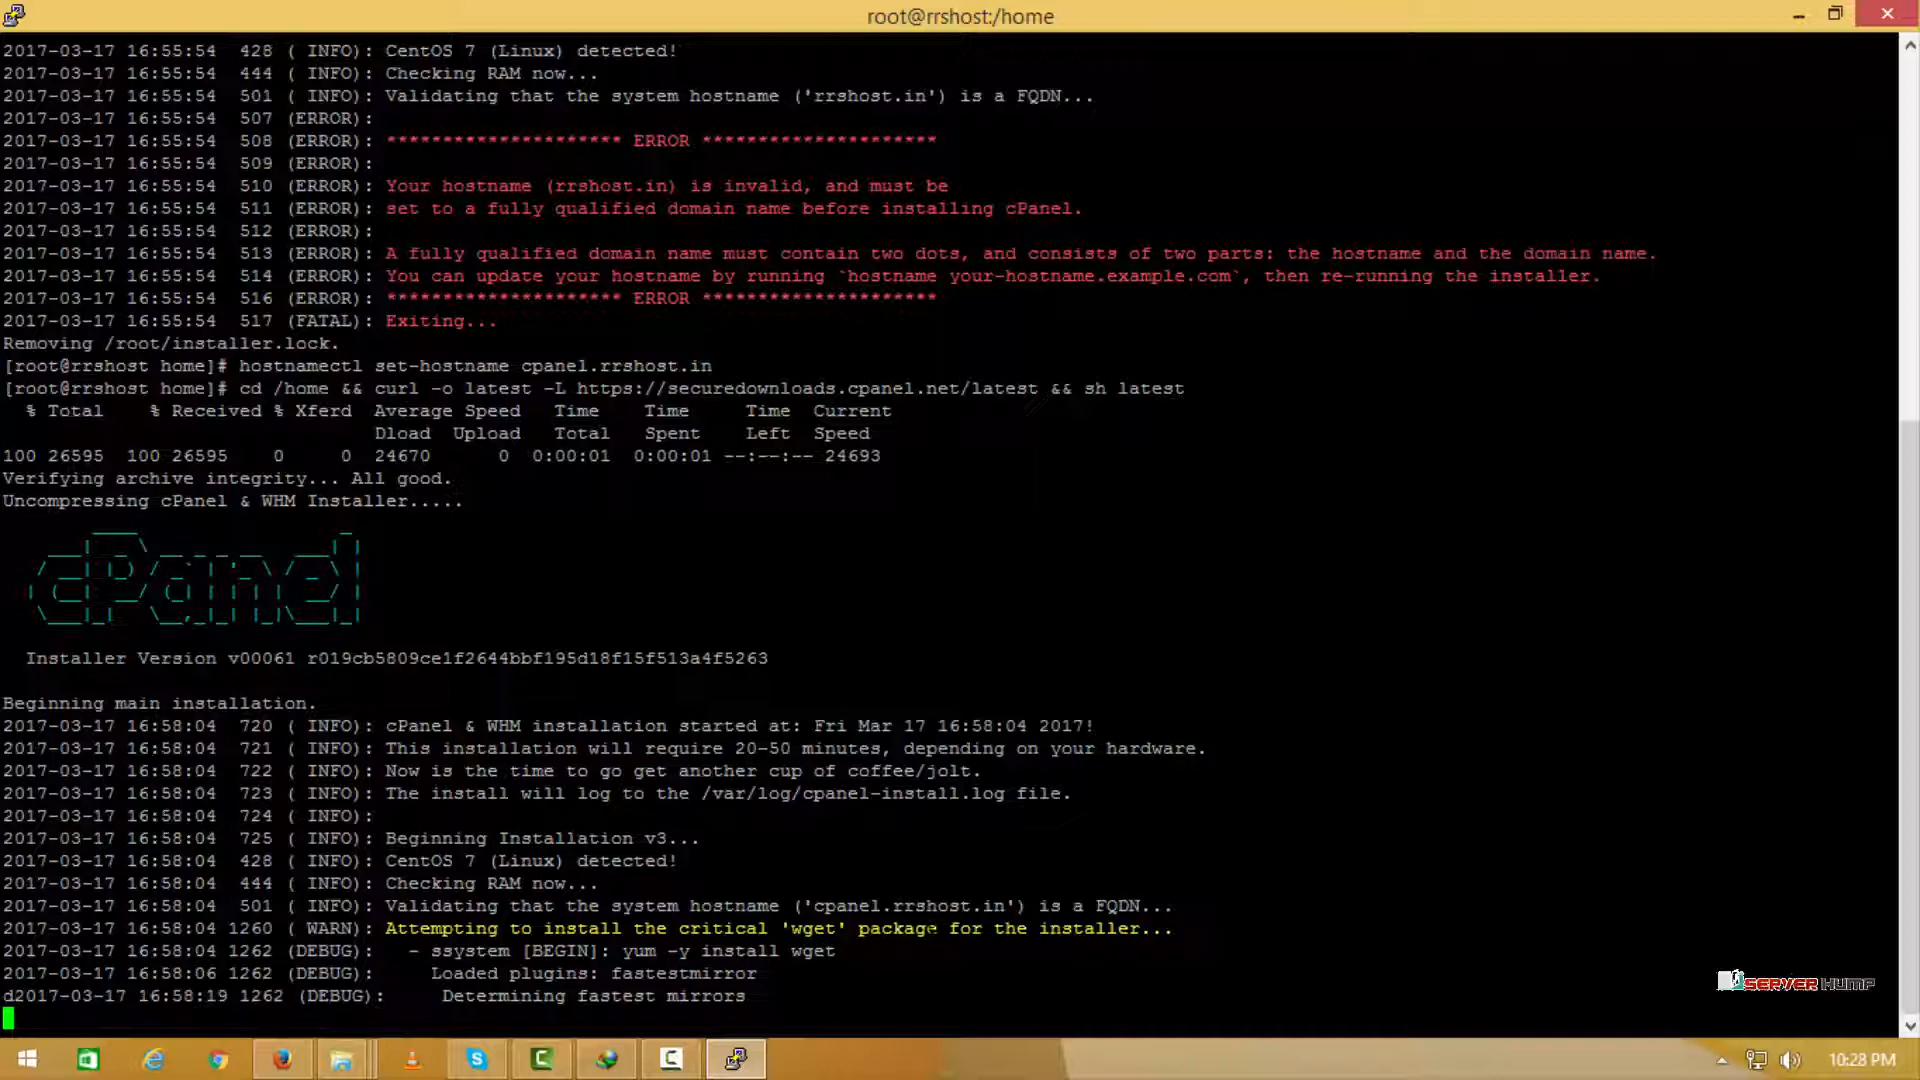 root@rrshost:/home
2017-03-17 16:55:54  428 ( INFO): CentOS 7 (Linux) detected!
2017-03-17 16:55:54  444 ( INFO): Checking RAM now...
2017-03-17 16:55:54  501 ( INFO): Validating that the system hostname ('rrshost.in') is a FQDN...
2017-03-17 16:55:54  507 (ERROR):
2017-03-17 16:55:54  508 (ERROR): ********************* ERROR *********************
2017-03-17 16:55:54  509 (ERROR):
2017-03-17 16:55:54  510 (ERROR): Your hostname (rrshost.in) is invalid, and must be
2017-03-17 16:55:54  511 (ERROR): set to a fully qualified domain name before installing cPanel.
2017-03-17 16:55:54  512 (ERROR):
2017-03-17 16:55:54  513 (ERROR): A fully qualified domain name must contain two dots, and consists of two parts: the hostname and the domain name.
2017-03-17 16:55:54  514 (ERROR): You can update your hostname by running `hostname your-hostname.example.com`, then re-running the installer.
2017-03-17 16:55:54  516 (ERROR): ********************* ERROR *********************
2017-03-17 16:55:54  517 (FATAL): Exiting...
Removing /root/installer.lock.
[root@rrshost home]# hostnamectl set-hostname cpanel.rrshost.in
[root@rrshost home]# cd /home && curl -o latest -L https://securedownloads.cpanel.net/latest && sh latest
  % Total    % Received % Xferd  Average Speed   Time    Time     Time  Current
                                 Dload  Upload   Total   Spent    Left  Speed
100 26595  100 26595    0     0  24670      0  0:00:01  0:00:01 --:--:-- 24693
Verifying archive integrity... All good.
Uncompressing cPanel & WHM Installer.....
cPanel
  Installer Version v00061 r019cb5809ce1f2644bbf195d18f15f513a4f5263
Beginning main installation.
2017-03-17 16:58:04  720 ( INFO): cPanel & WHM installation started at: Fri Mar 17 16:58:04 2017!
2017-03-17 16:58:04  721 ( INFO): This installation will require 20-50 minutes, depending on your hardware.
2017-03-17 16:58:04  722 ( INFO): Now is the time to go get another cup of coffee/jolt.
2017-03-17 16:58:04  723 ( INFO): The install will log to the /var/log/cpanel-install.log file.
2017-03-17 16:58:04  724 ( INFO):
2017-03-17 16:58:04  725 ( INFO): Beginning Installation v3...
2017-03-17 16:58:04  428 ( INFO): CentOS 7 (Linux) detected!
2017-03-17 16:58:04  444 ( INFO): Checking RAM now...
2017-03-17 16:58:04  501 ( INFO): Validating that the system hostname ('cpanel.rrshost.in') is a FQDN...
2017-03-17 16:58:04 1260 ( WARN): Attempting to install the critical 'wget' package for the installer...
2017-03-17 16:58:04 1262 (DEBUG):   - ssystem [BEGIN]: yum -y install wget
2017-03-17 16:58:06 1262 (DEBUG):     Loaded plugins: fastestmirror
d2017-03-17 16:58:19 1262 (DEBUG):     Determining fastest mirrors
SERVER HUMP
10:28 PM